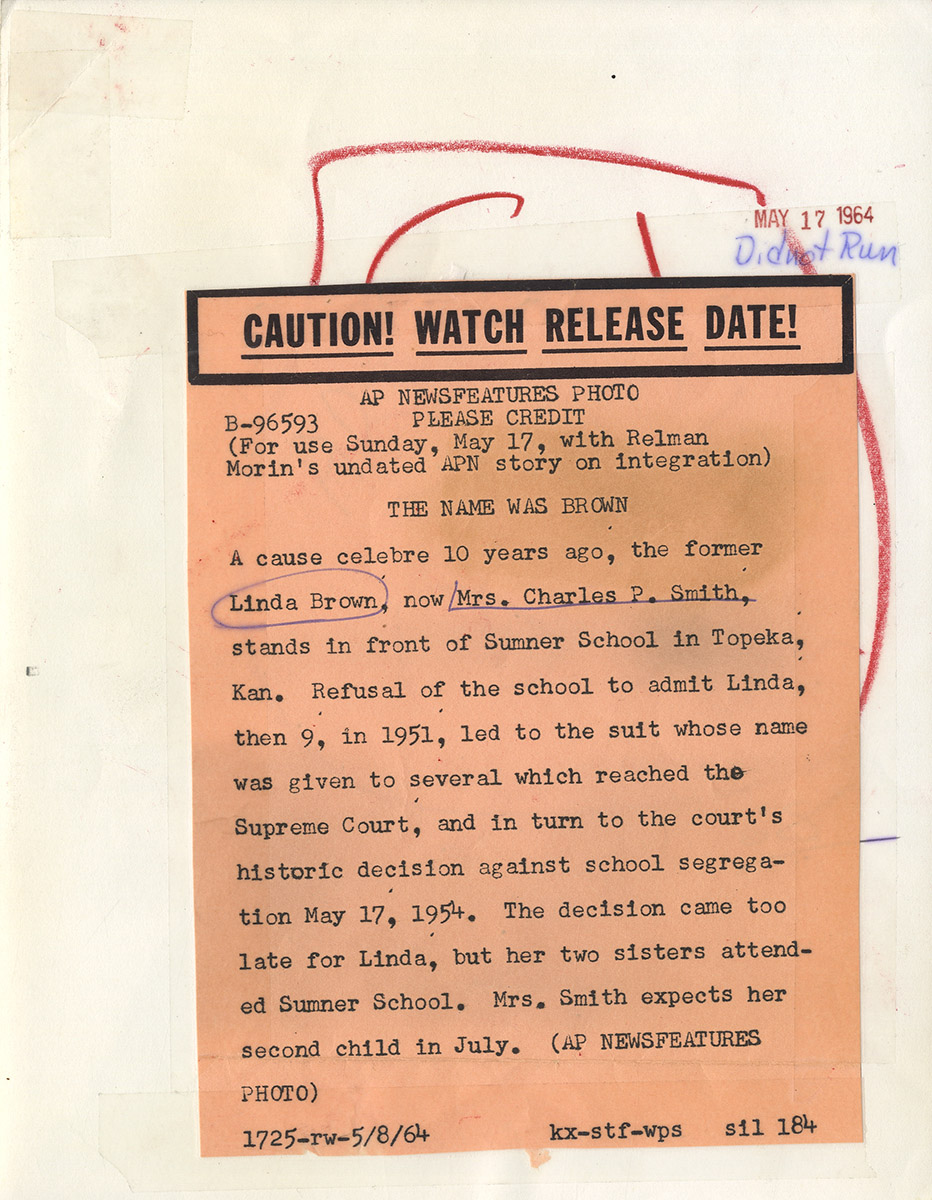 MAY 17 1964
Did not Run
CAUTION! WATCH RELEASE DATE!
AP NEWSFEATURES PHOTO
B-96593 PLEASE CREDIT
(For use Sunday, May 17, with Relman
Morin's undated APN story on integration)
THE NAME WAS BROWN
A cause celebre 10 years ago, the former
Linda Brown, now Mrs. Charles P. Smith,
stands in front of Sumner School in Topeka,
Kan. Refusal of the school to admit Linda,
then 9, in 1951, led to the suit whose name
was given to several which reached the
Supreme Court, and in turn to the court's
historic decision against school segrega-
tion May 17, 1954. The decision came too
late for Linda, but her two sisters attend-
ed Sumner School. Mrs. Smith expects her
second child in July. (AP NEWSFEATURES
PHOTO)
1725-rw-5/8/64 kx-stf-wps sil 184